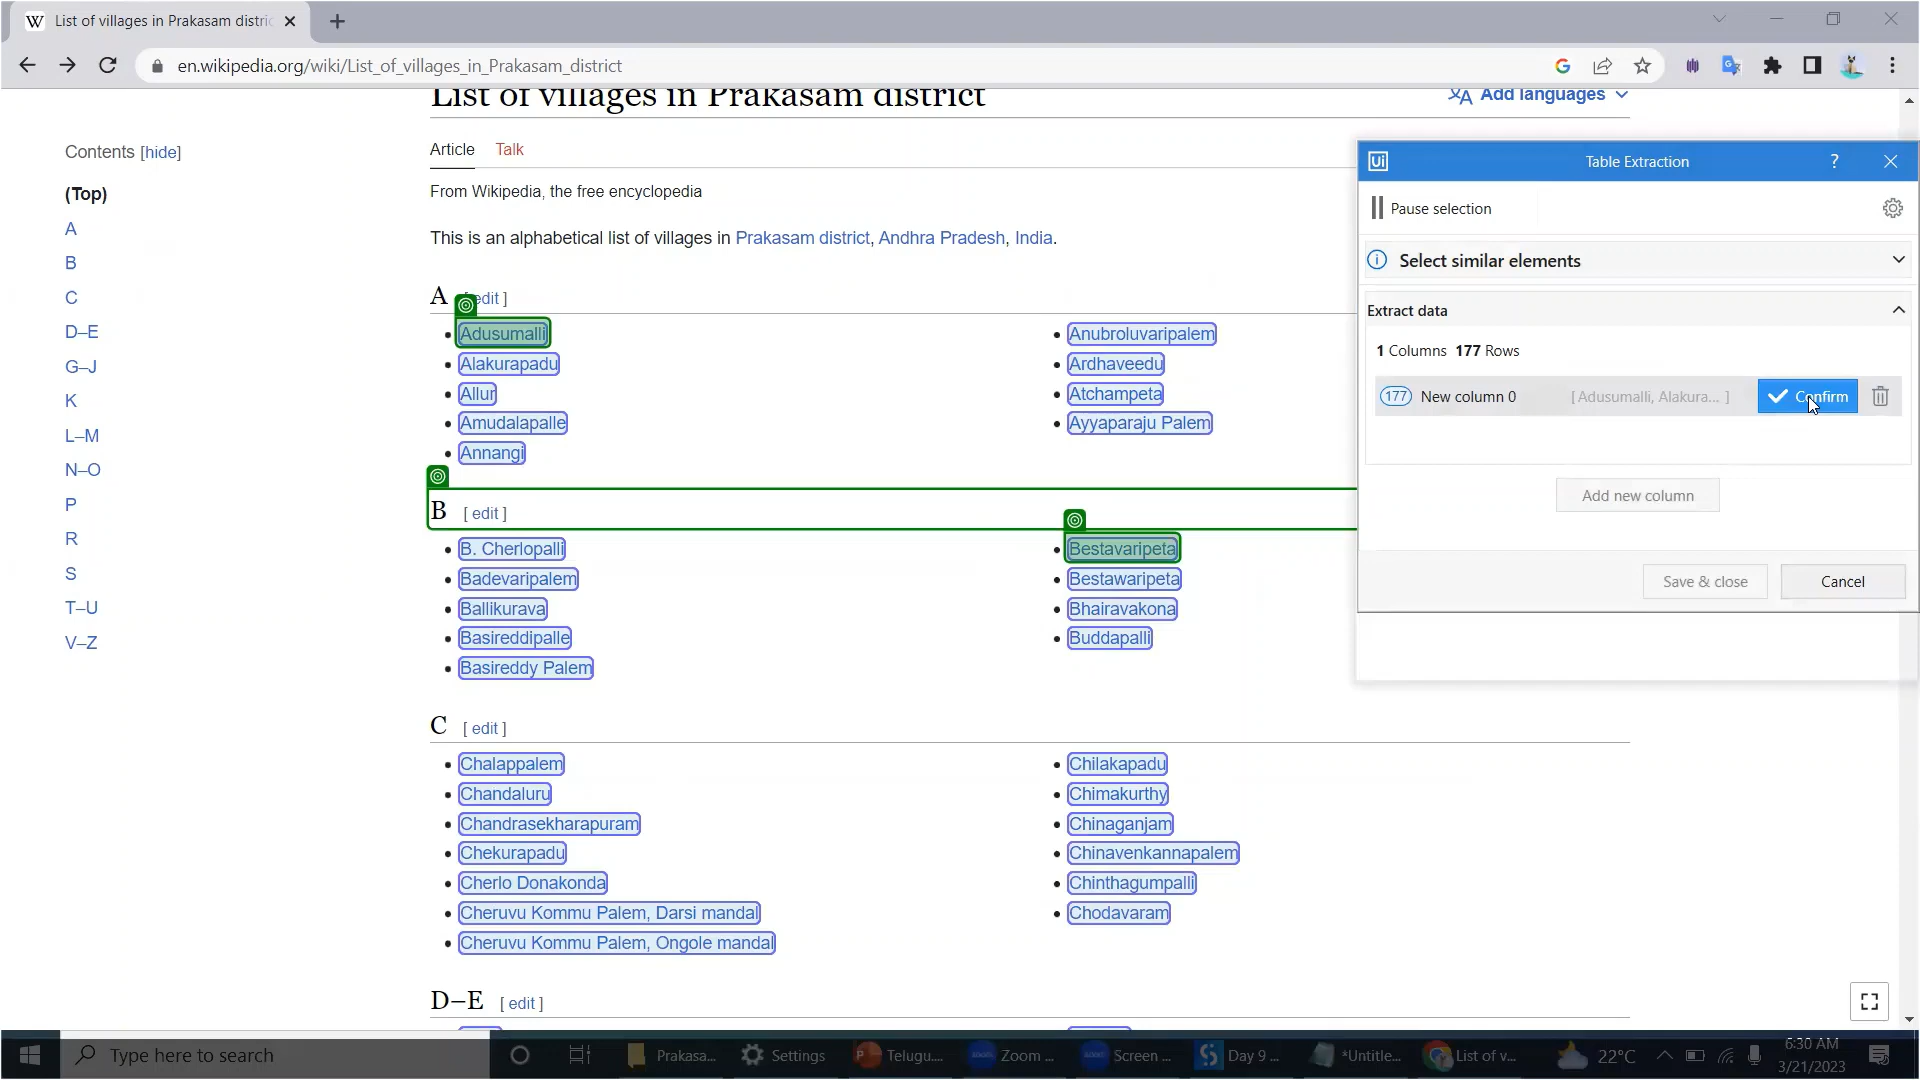 List of villages in Prakasam distric
en.wikipedia.org/wiki/List_of_villages_in_Prakasam_district
List of villages in Prakasam district
Add languages
Contents [hide]
(Top)
A
B
C
D–E
G–J
K
L–M
N–O
P
R
S
T–U
V–Z
Article Talk
From Wikipedia, the free encyclopedia
This is an alphabetical list of villages in Prakasam district, Andhra Pradesh, India.
A [edit]
Adusumalli
Alakurapadu
Allur
Amudalapalle
Annangi
Anubroluvaripalem
Ardhaveedu
Atchampeta
Ayyaparaju Palem
B [ edit ]
B. Cherlopalli
Badevaripalem
Ballikurava
Basireddipalle
Basireddy Palem
Bestavaripeta
Bestawaripeta
Bhairavakona
Buddapalli
C [ edit ]
Chalappalem
Chandaluru
Chandrasekharapuram
Chekurapadu
Cherlo Donakonda
Cheruvu Kommu Palem, Darsi mandal
Cheruvu Kommu Palem, Ongole mandal
Chilakapadu
Chimakurthy
Chinaganjam
Chinavenkannapalem
Chinthagumpalli
Chodavaram
D–E [ edit ]
Ui Table Extraction ?
Pause selection
Select similar elements
Extract data
1 Columns 177 Rows
177 New column 0 [ Adusumalli, Alakura... ] Confirm
Add new column
Save & close Cancel
Type here to search
Prakasa... Settings Telugu.... Zoom ... Screen ... Day 9 ... *Untitle... List of v... 22°C
6:30 AM
3/21/2023